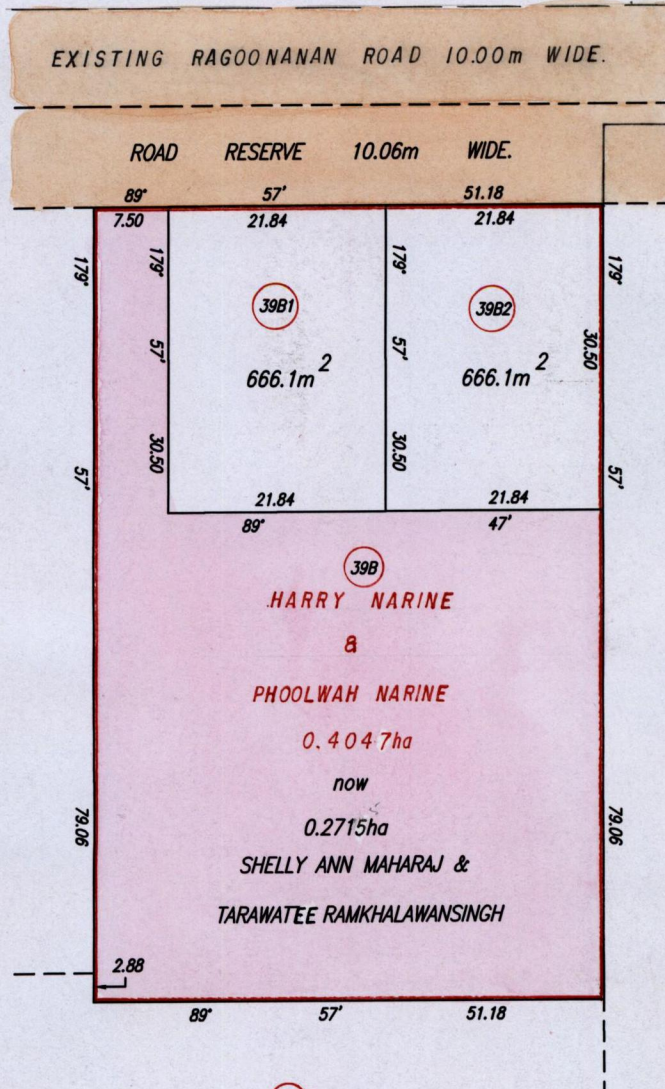 EXISTING RAGOONANAN ROAD 10.00m WIDE.
ROAD RESERVE 10.06m WIDE.
89° 57' 51.18
7.50 21.84 21.84
179° 179° 179° 179°
39B1 39B2
57' 57' 30.50
666.1m² 666.1m²
30.50 30.50
57' 57'
21.84 21.84
89° 47'
39B
HARRY NARINE
&
PHOOLWAH NARINE
0.4047ha
now
0.2715ha
79.06 79.06
SHELLY ANN MAHARAJ &
TARAWATEE RAMKHALAWANSINGH
2.88
89° 57' 51.18